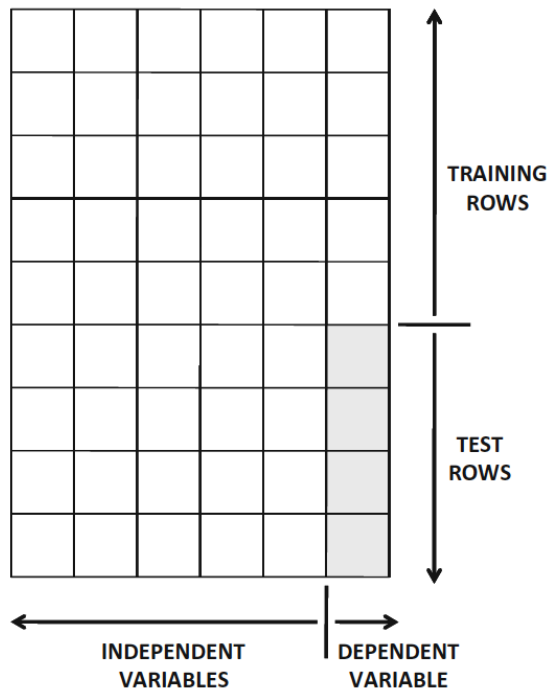 TRAINING
ROWS
TEST
ROWS
INDEPENDENT
VARIABLES
DEPENDENT
VARIABLE